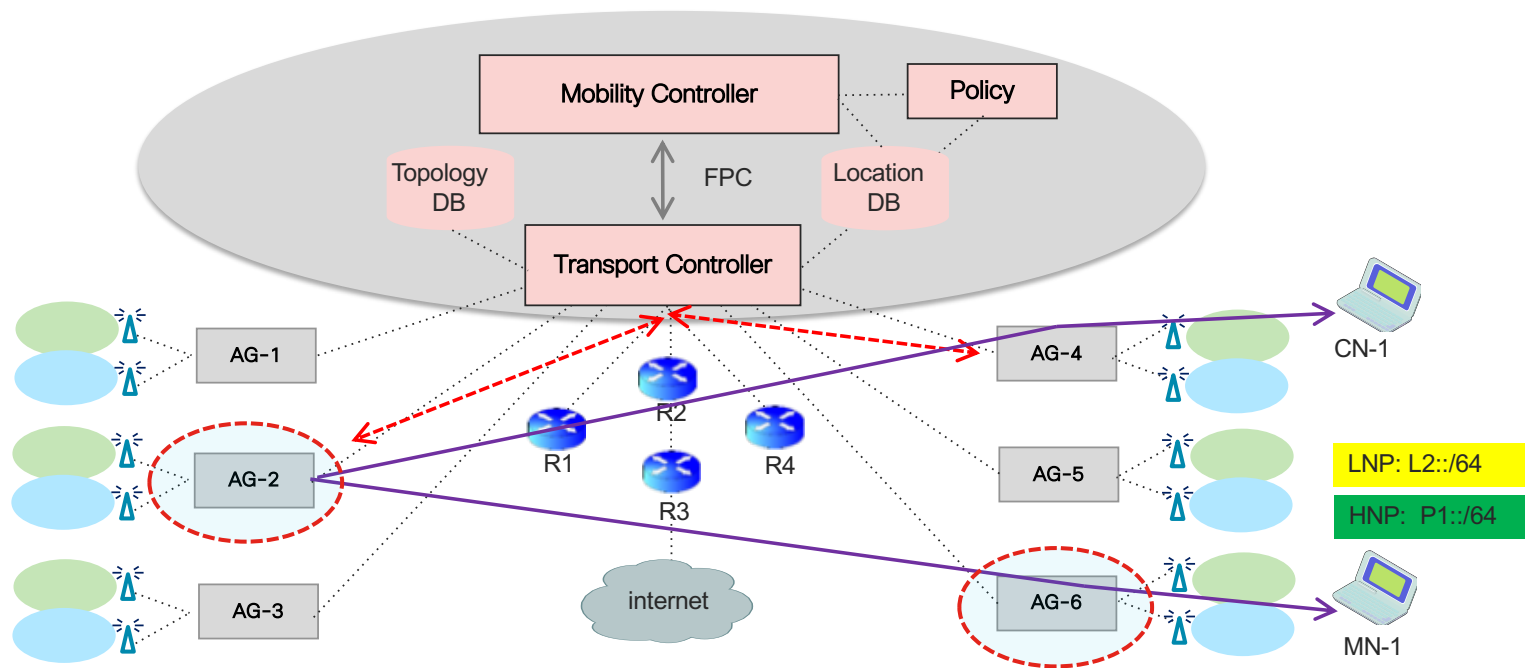 Mobility Controller
Policy
Topology
DB
FPC
Location
DB
Transport Controller
AG-1
AG-4
CN-1
R2
R1
R4
AG-2
AG-5
LNP: L2::/64
R3
HNP: P1::/64
AG-3
internet
AG-6
MN-1